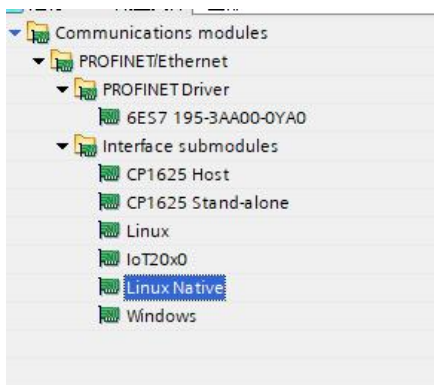 Communications modules
PROFINET/Ethernet
PROFINET Driver
6ES7 195-3AA00-0YA0
Interface submodules
CP1625 Host
CP1625 Stand-alone
Linux
IoT20x0
Linux Native
Windows